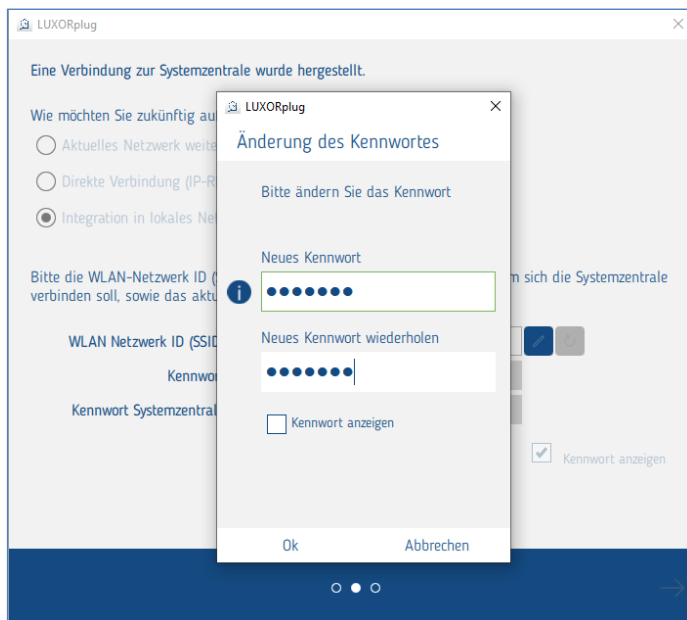 LUXORplug
Eine Verbindung zur Systemzentrale wurde hergestellt.
Wie möchten Sie zukünftig au
Aktuelles Netzwerk weite
Direkte Verbindung (IP-R
Integration in lokales Ne
Bitte die WLAN-Netzwerk ID (
m sich die Systemzentrale
verbinden soll, sowie das aktu
WLAN Netzwerk ID (SSID
Kennwo
Kennwort Systemzentral
Kennwort anzeigen
LUXORplug
Änderung des Kennwortes
Bitte ändern Sie das Kennwort
Neues Kennwort
Neues Kennwort wiederholen
Kennwort anzeigen
Ok Abbrechen